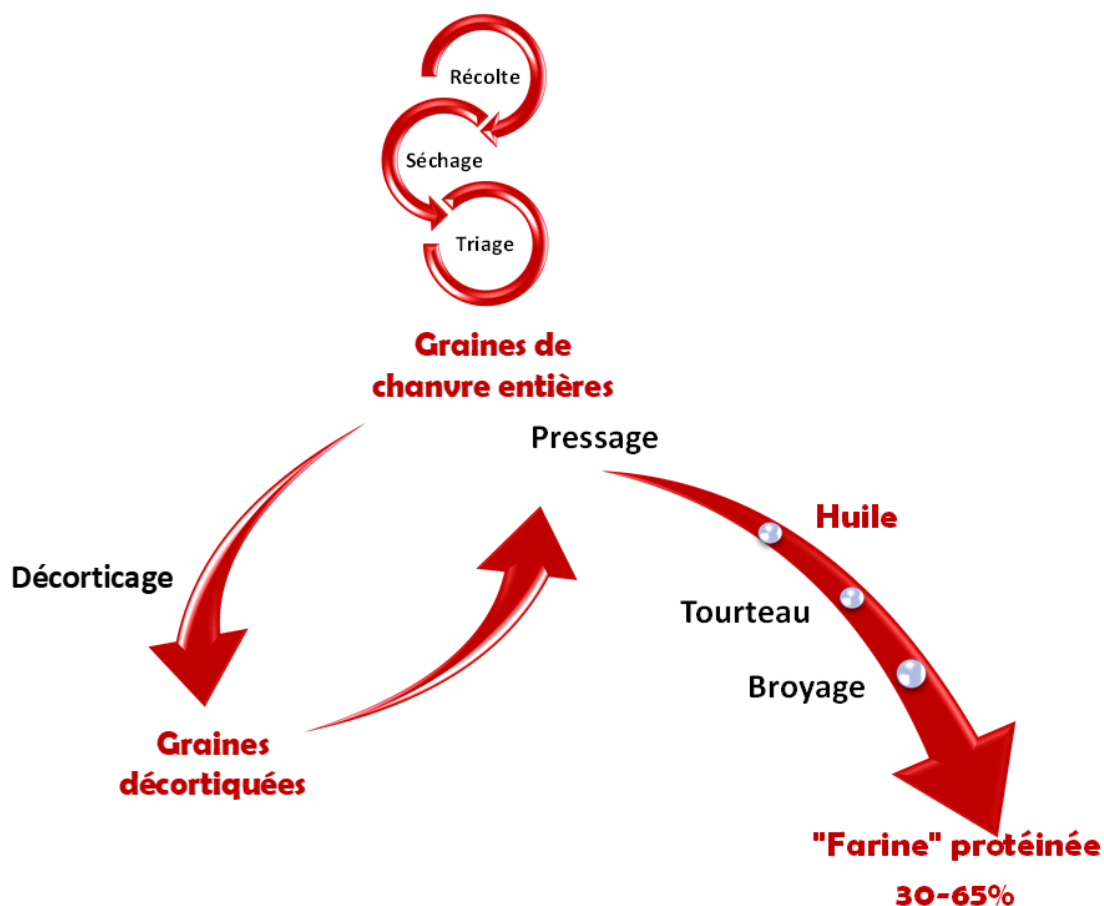 Récolte
Séchage
Triage
Graines de
chanvre entières
Pressage
Huile
Décorticage
Tourteau
Broyage
Graines
décortiquées
"Farine" protéinée
30-65%